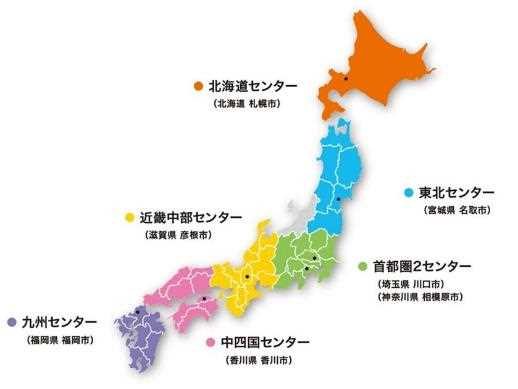 北海道センター
(北海道 札幌市)
東北センター
(宮城県 名取市)
近畿中部センター
(滋賀県 彦根市)
首都圏2センター
(埼玉県 川口市)
(神奈川県 相模原市)
九州センター
(福岡県 福岡市)
中四国センター
(香川県 香川市)